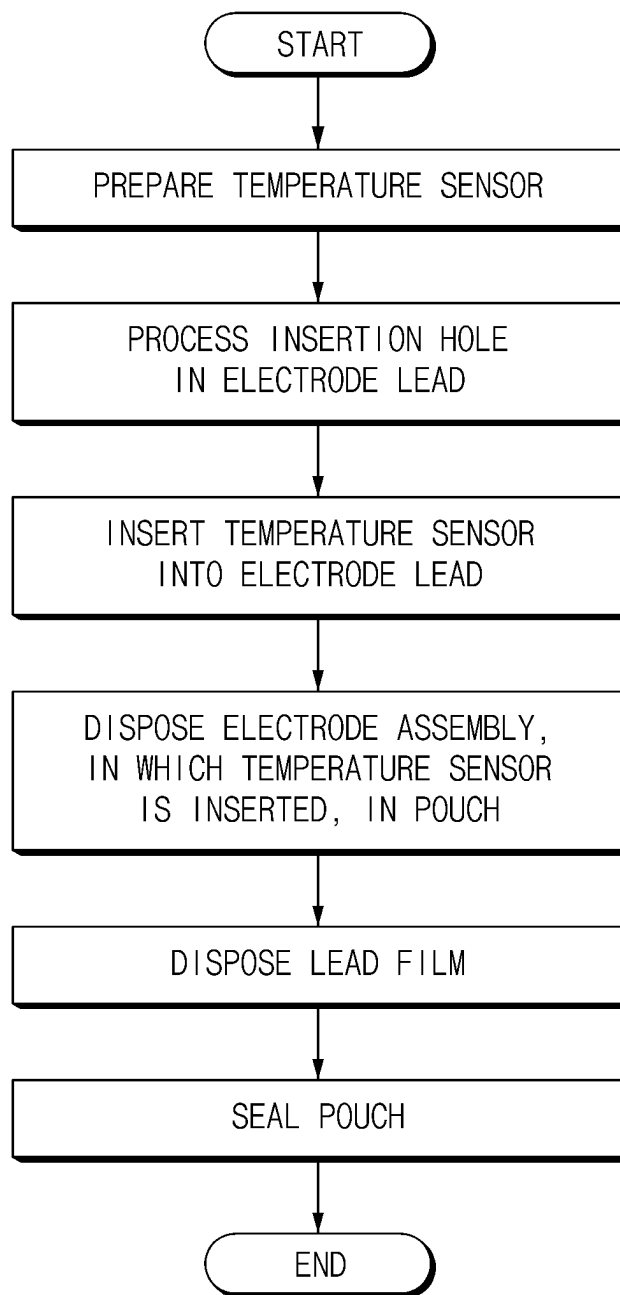 START
PREPARE TEMPERATURE SENSOR
PROCESS INSERTION HOLE
IN ELECTRODE LEAD
INSERT TEMPERATURE SENSOR
INTO ELECTRODE LEAD
DISPOSE ELECTRODE ASSEMBLY,
IN WHICH TEMPERATURE SENSOR
IS INSERTED, IN POUCH
DISPOSE LEAD FILM
SEAL POUCH
END